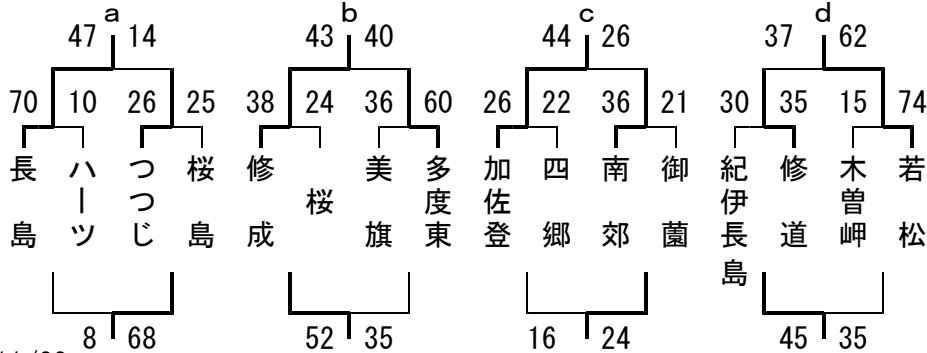 a b c d
47 14 43 40 44 26 37 62
70 10 26 25 38 24 36 60 26 22 36 21 30 35 15 74
長島 ハーツ つつじ 桜島 修成 桜 美旗 多度東 加佐登 四郷 南郊 御薗 紀伊長島 修道 木曽岬 若松
8 68 52 35 16 24 45 35